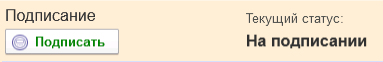 Подписание
Подписать
Текущий статус:
На подписании